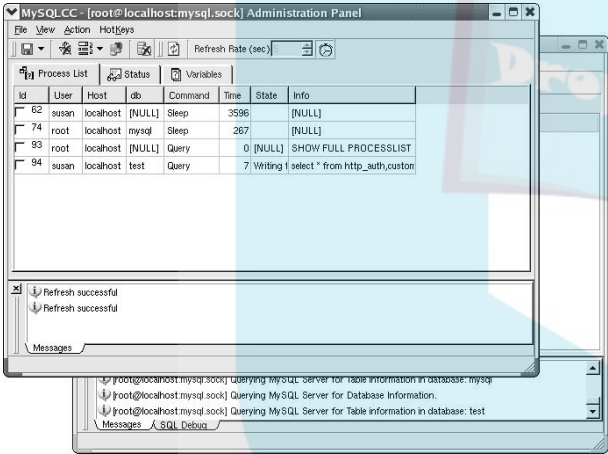 MySQLCC - [root@localhost:mysql.sock] Administration Panel
File View Action HotKeys
Refresh Rate (sec) 5
Process List Status Variables
Id User Host db Command Time State Info
62 susan localhost [NULL] Sleep 3596 [NULL]
74 root localhost mysql Sleep 267 [NULL]
93 root localhost [NULL] Query 0 [NULL] SHOW FULL PROCESSLIST
94 susan localhost test Query 7 Writing t select * from http_auth,custom
Refresh successful
Refresh successful
Messages
[root@localhost:mysql.sock] Querying MySQL Server for Table information in database: mysql
[root@localhost:mysql.sock] Querying MySQL Server for Database Information.
[root@localhost:mysql.sock] Querying MySQL Server for Table information in database: test
Messages SQL Debug